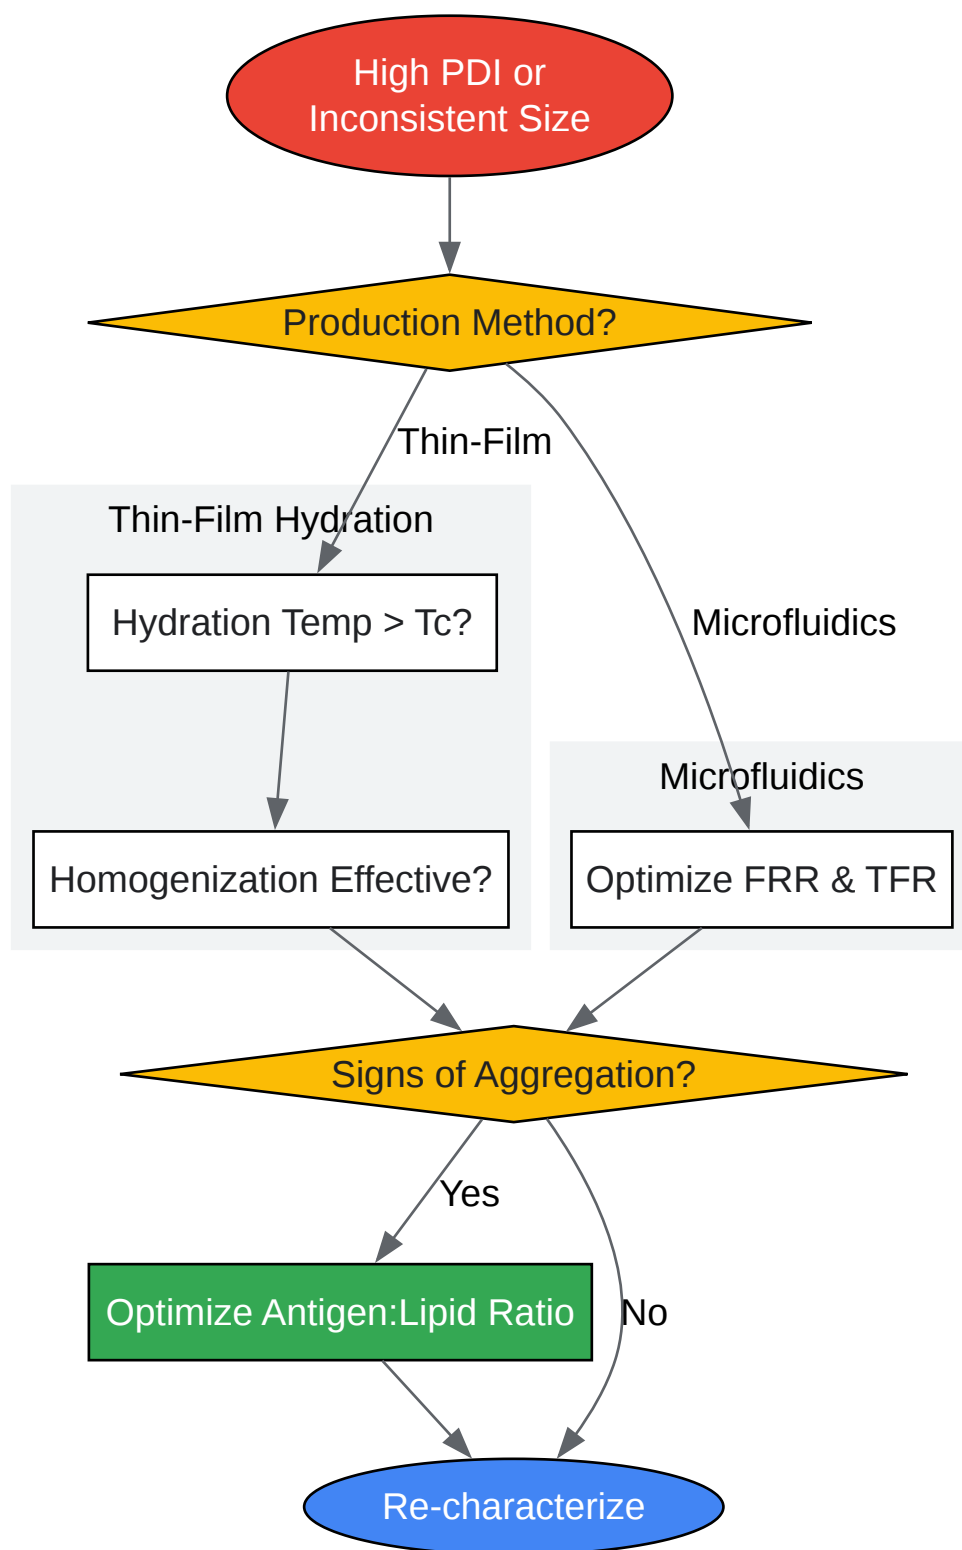 High PDI or
Inconsistent Size
Production Method?
Thin-Film
Thin-Film Hydration
Hydration Temp > Tc?
Microfluidics
Microfluidics
Homogenization Effective?
Optimize FRR & TFR
Signs of Aggregation?
Yes
Optimize Antigen:Lipid Ratio
No
Re-characterize